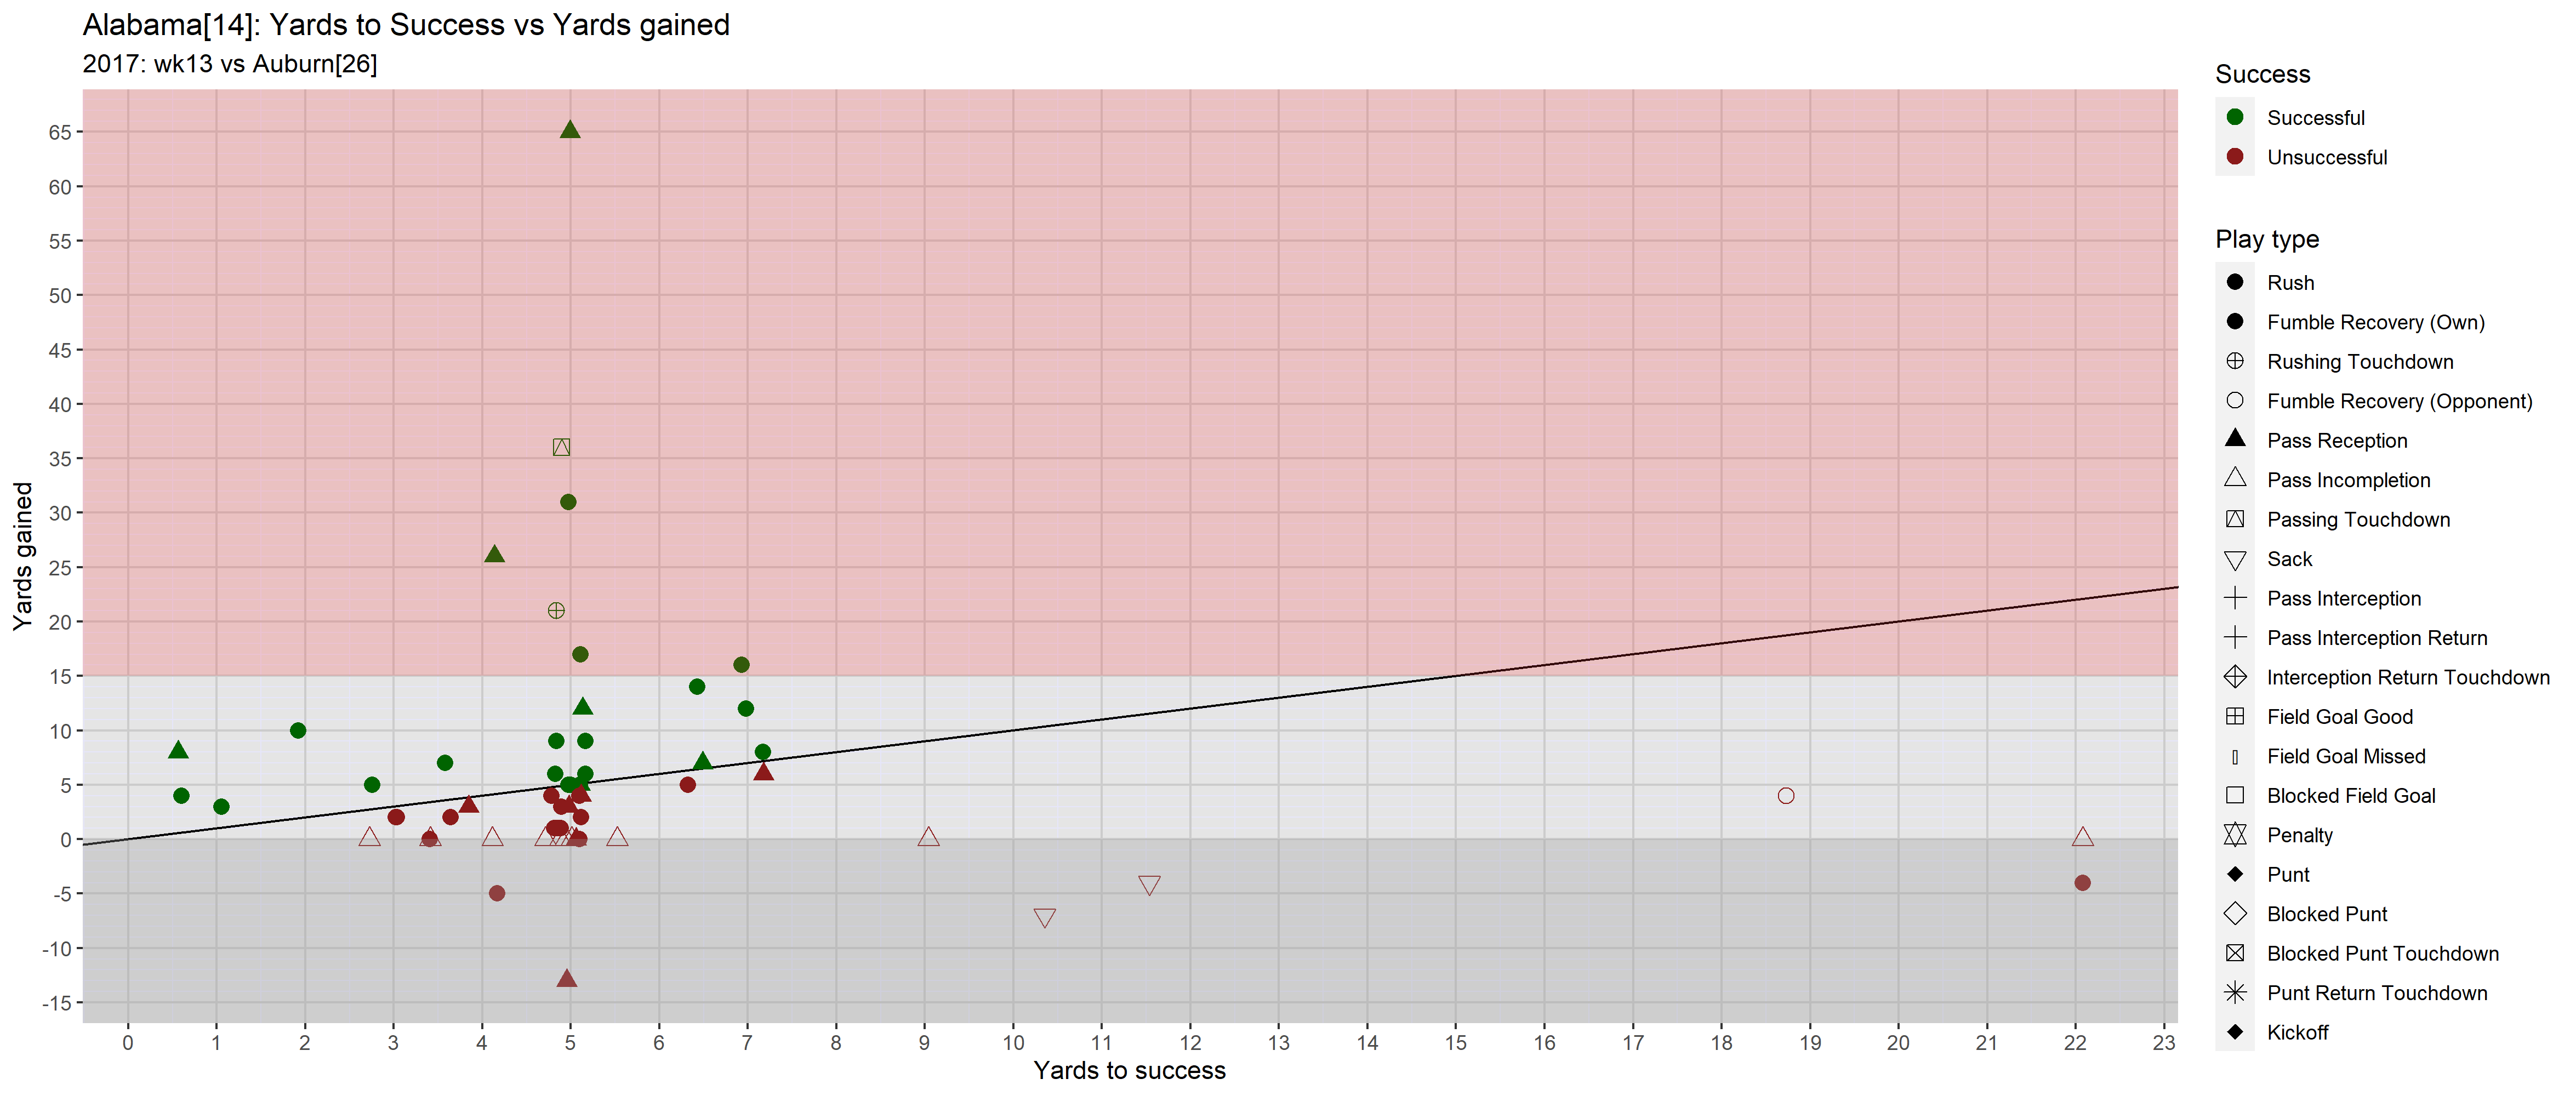 Alabama[14]: Yards to Success vs Yards gained
2017: wk13 vs Auburn[26]
Yards gained
65
60
55
50
45
40
35
30
25
20
15
10
5
0
-5
-10
-15
0 1 2 3 4 5 6 7 8 9 10 11 12 13 14 15 16 17 18 19 20 21 22 23
Yards to success
Success
Successful
Unsuccessful
Play type
Rush
Fumble Recovery (Own)
Rushing Touchdown
Fumble Recovery (Opponent)
Pass Reception
Pass Incompletion
Passing Touchdown
Sack
Pass Interception
Pass Interception Return
Interception Return Touchdown
Field Goal Good
Field Goal Missed
Blocked Field Goal
Penalty
Punt
Blocked Punt
Blocked Punt Touchdown
Punt Return Touchdown
Kickoff